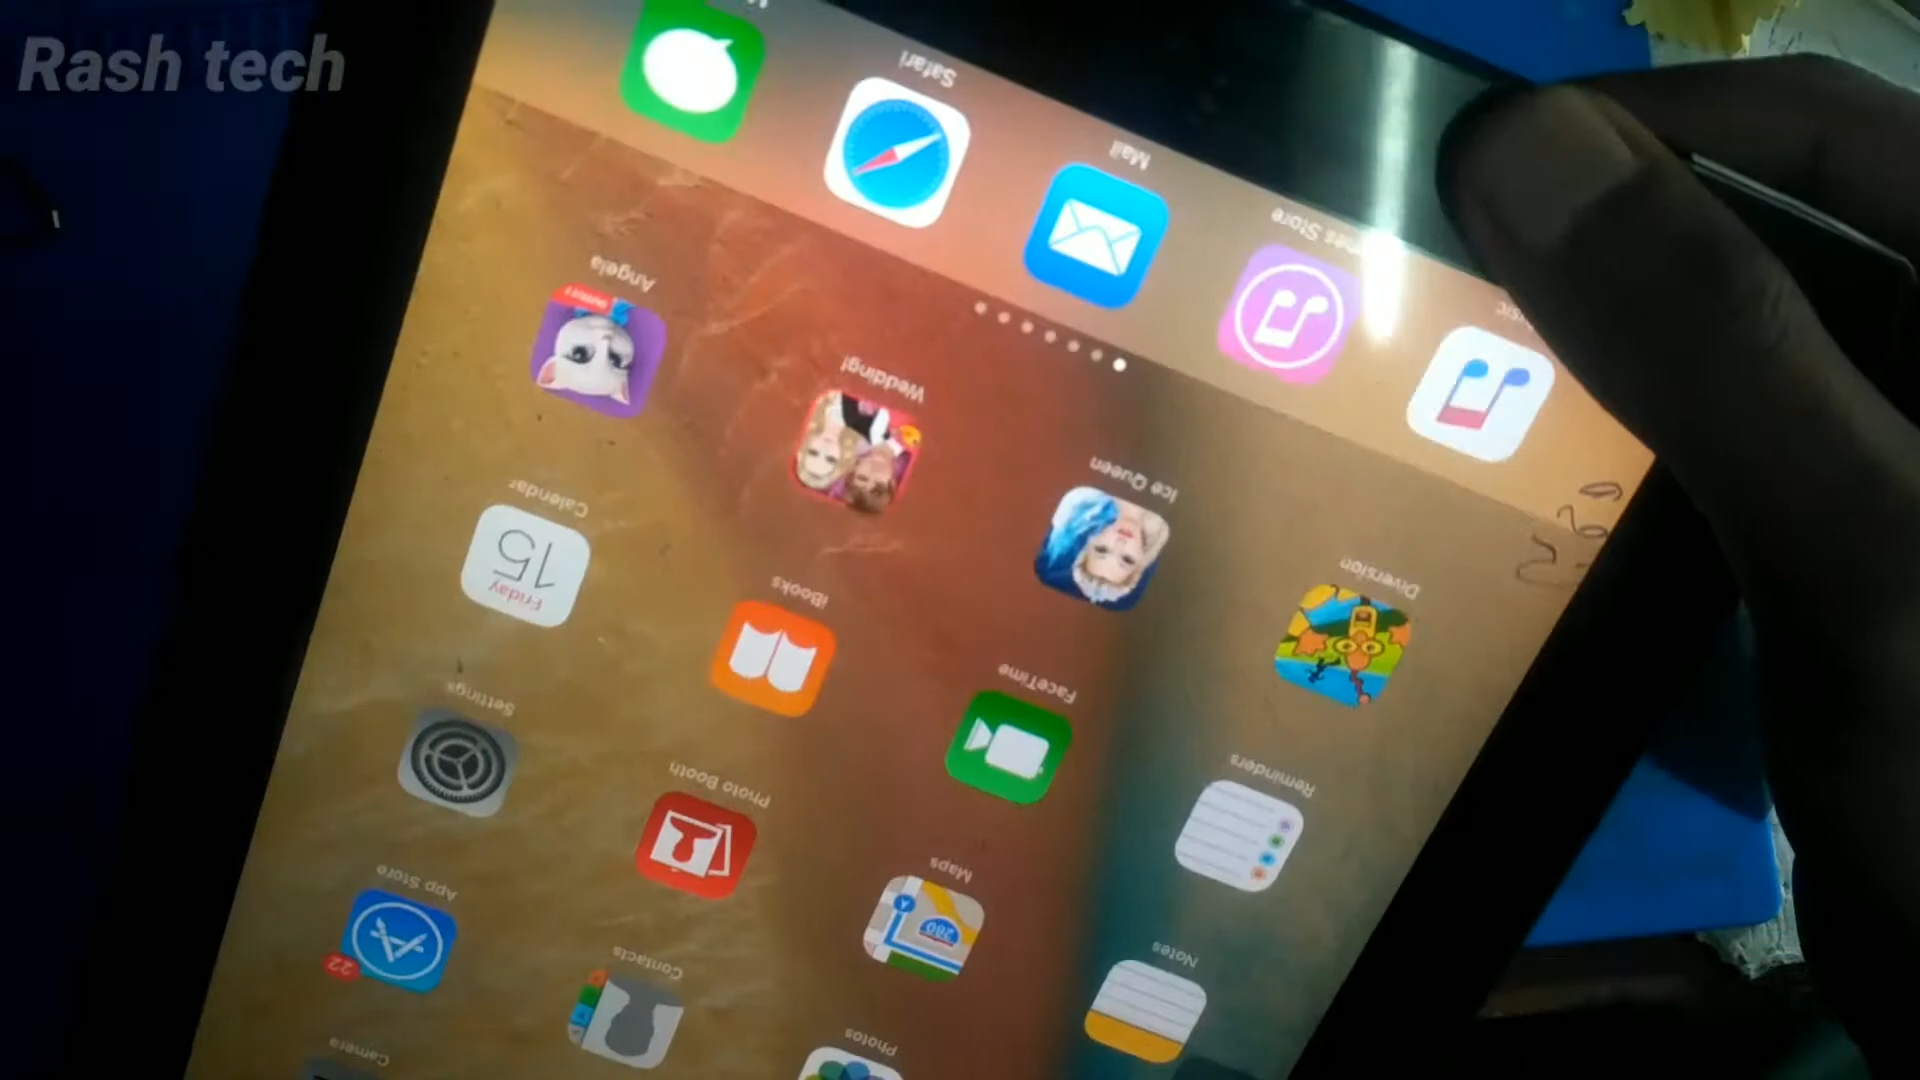 Rash tech
Safari
Mail
Angela
Wedding!
Ice Queen
Diversion
Calendar
Friday
15
iBooks
FaceTime
Reminders
Settings
Photo Booth
Maps
280
Notes
App Store
22
Contacts
Photos
Camera